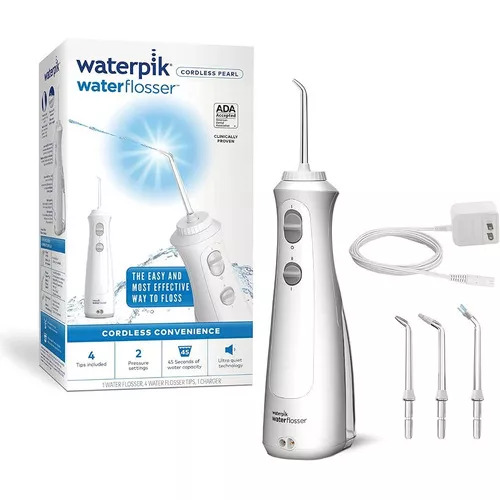 waterpik®
CORDLESS PEARL
waterflosser™
ADA
Accepted
CLINICALLY
PROVEN
THE EASY AND
MOST EFFECTIVE
WAY TO FLOSS
CORDLESS CONVENIENCE
4
Tips included
2
Pressure
settings
45
45 Seconds of
water capacity
Ultra quiet
technology
1 WATER FLOSSER, 4 WATER FLOSSER TIPS, 1 CHARGER
waterpik
waterflosser